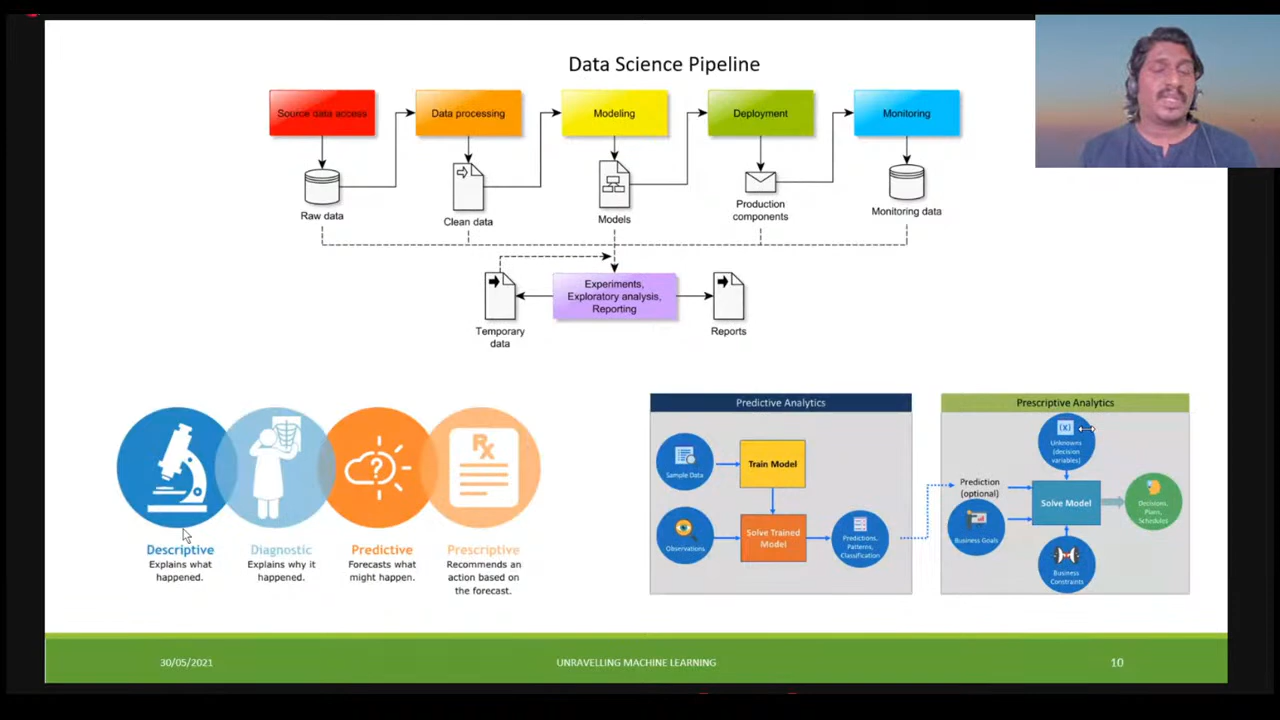 Data Science Pipeline
Source data access
Data processing
Modeling
Deployment
Monitoring
Raw data
Clean data
Models
Production
components
Monitoring data
Experiments,
Exploratory analysis,
Reporting
Temporary
data
Reports
Rx
Descriptive
Explains what
happened.
Diagnostic
Explains why it
happened.
Predictive
Forecasts what
might happen.
Prescriptive
Recommends an
action based on
the forecast.
Predictive Analytics
Sample Data
Train Model
Observations
Solve Trained
Model
Predictions,
Patterns,
Classification
Prescriptive Analytics
(X)
Unknowns
(decision
variables)
Prediction
(optional)
Business Goals
Solve Model
Decisions,
Plans,
Schedules
Business
Constraints
30/05/2021
UNRAVELLING MACHINE LEARNING
10